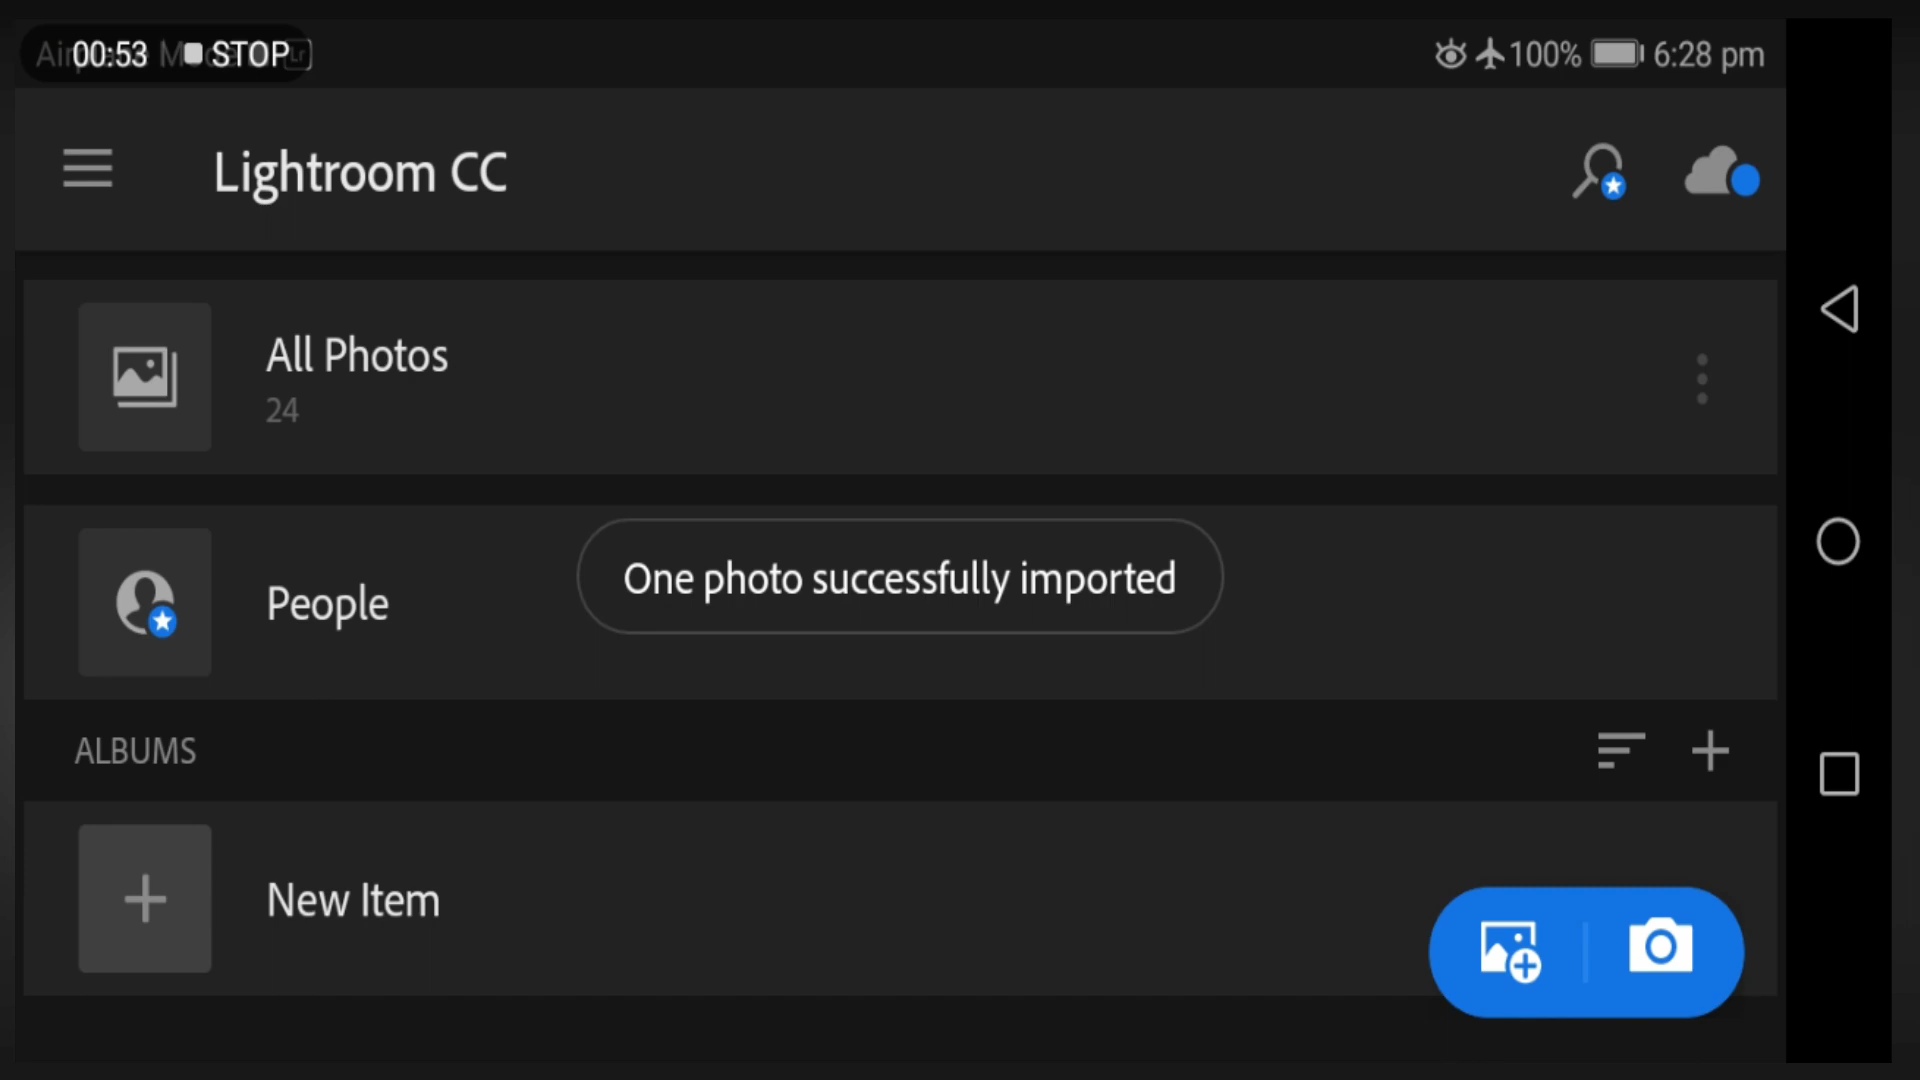 00:53 STOP
100% 6:28 pm
Lightroom CC
All Photos
24
People
One photo successfully imported
ALBUMS
New Item